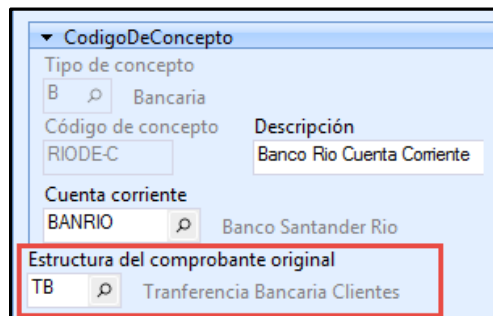 CodigoDeConcepto
Tipo de concepto
B Bancaria
Código de concepto Descripción
RIODE-C Banco Rio Cuenta Corriente
Cuenta corriente
BANRIO Banco Santander Rio
Estructura del comprobante original
TB Tranferencia Bancaria Clientes